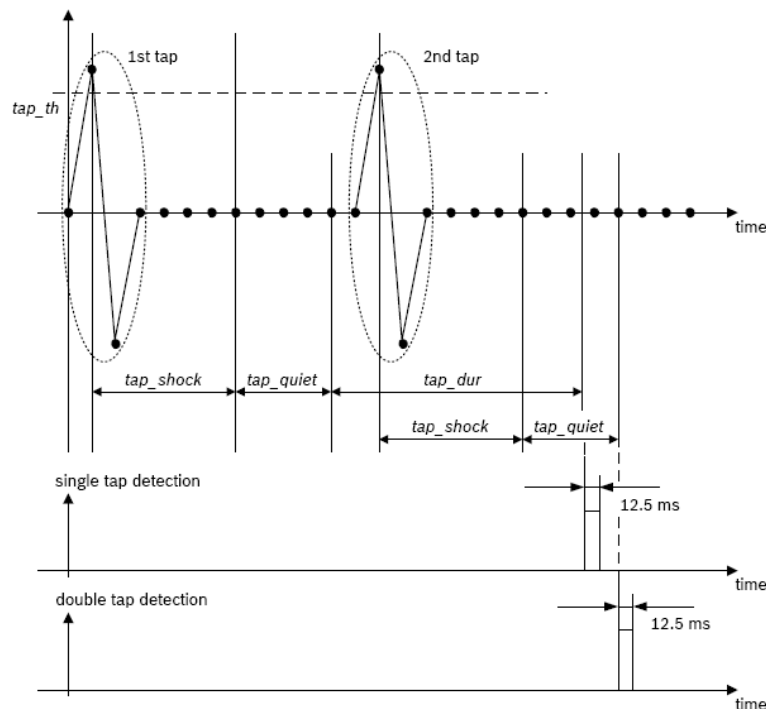 1st tap
2nd tap
tap_th
time
tap_shock
tap_quiet
tap_dur
tap_shock
tap_quiet
single tap detection
12.5 ms
time
double tap detection
12.5 ms
time